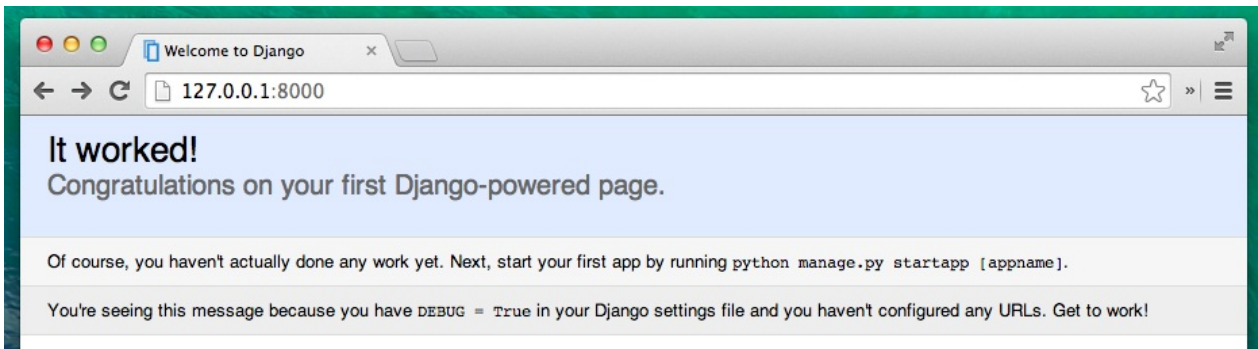 Welcome to Django
127.0.0.1:8000
It worked!
Congratulations on your first Django-powered page.
Of course, you haven't actually done any work yet. Next, start your first app by running python manage.py startapp [appname].
You're seeing this message because you have DEBUG = True in your Django settings file and you haven't configured any URLs. Get to work!